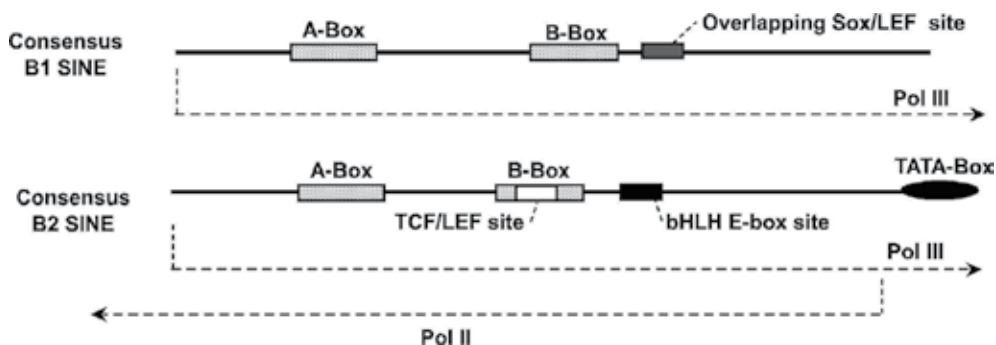 Overlapping Sox/LEF site
A-Box
B-Box
Consensus
B1 SINE
Pol III
A-Box
B-Box
TATA-Box
Consensus
B2 SINE
TCF/LEF site
bHLH E-box site
Pol III
Pol II